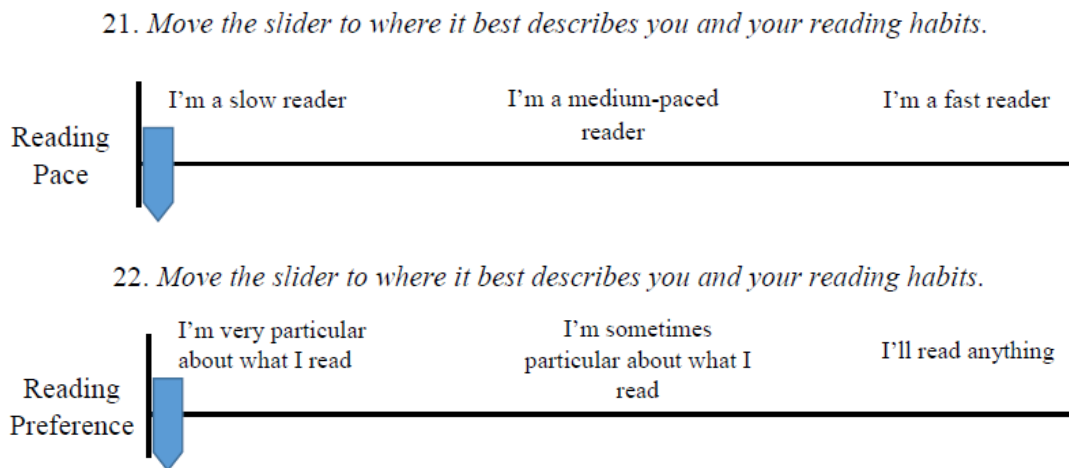 21. Move the slider to where it best describes you and your reading habits.
I'm a slow reader
I'm a medium-paced
reader
I'm a fast reader
Reading
Pace
22. Move the slider to where it best describes you and your reading habits.
I'm very particular
about what I read
I'm sometimes
particular about what I
read
I'll read anything
Reading
Preference